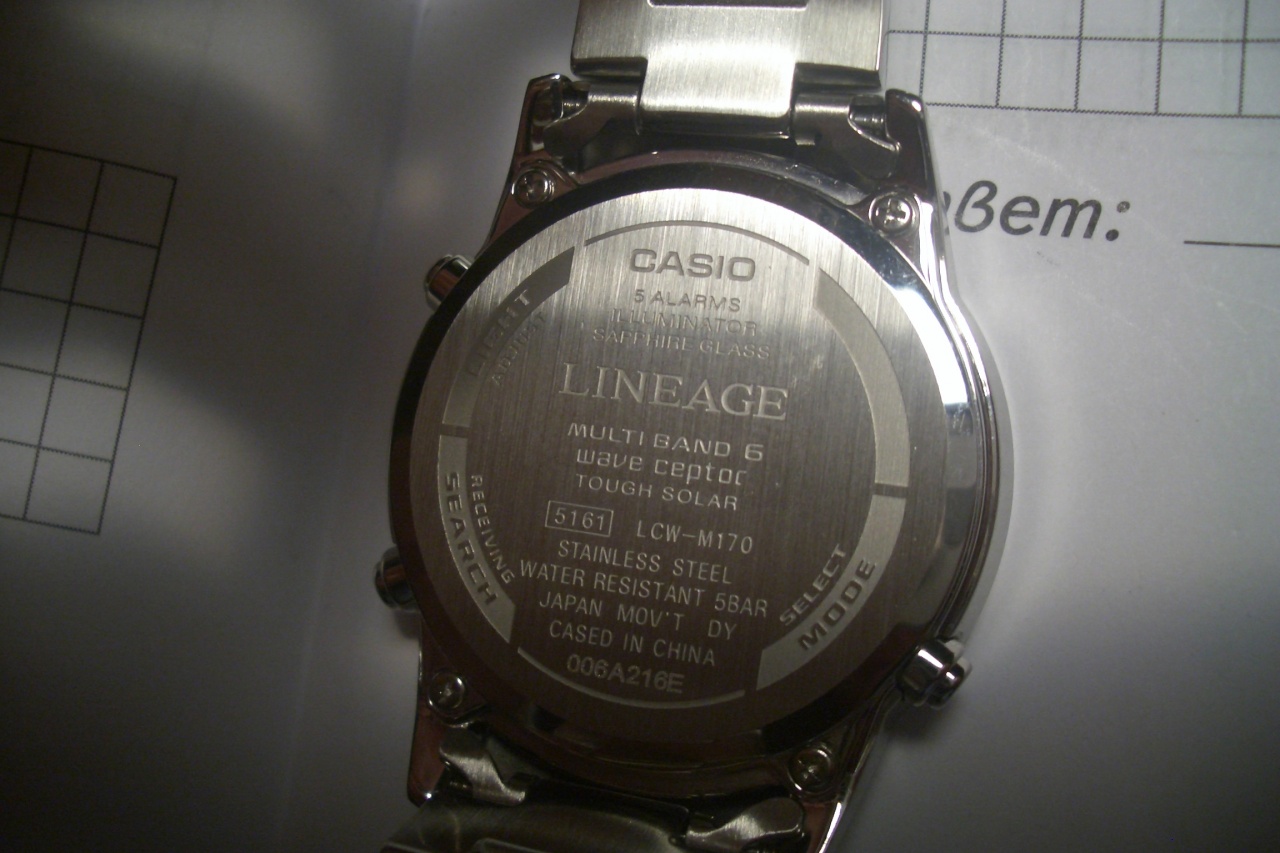 CASIO
5 ALARMS
ILLUMINATOR
SAPPHIRE GLASS
LINEAGE
MULTI BAND 6
wave ceptor
TOUGH SOLAR
5161 LCW-M170
STAINLESS STEEL
WATER RESISTANT 5BAR
JAPAN MOV'T DY
CASED IN CHINA
006A216E
LIGHT
ADJUST
RECEIVING
SEARCH
SELECT
MODE